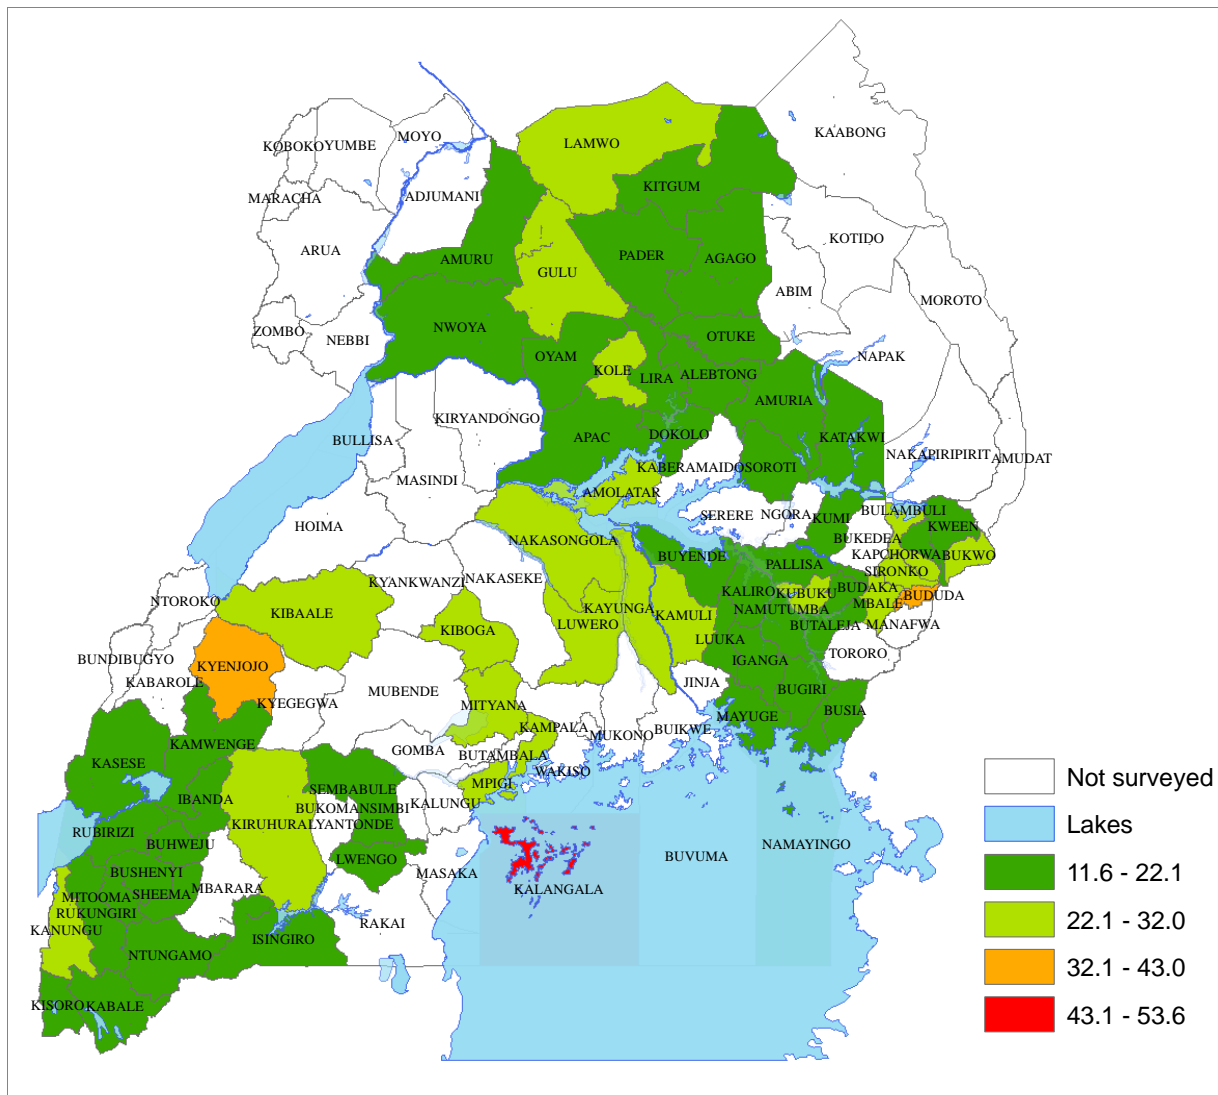 KAABONG
MOYO
LAMWO
KOBOKO
YUMBE
KITGUM
MARACHA
ADJUMANI
KOTIDO
ARUA
AMURU
PADER
AGAGO
GULU
ABIM
MOROTO
ZOMBO
NEBBI
NWOYA
OTUKE
OYAM
NAPAK
KOLE
LIRA
ALEBTONG
AMURIA
KIRYANDONGO
BULLISA
APAC
DOKOLO
KATAKWI
NAKAPIRIPIRIT
AMUDAT
KABERAMAIDO
SOROTI
MASINDI
AMOLATAR
HOIMA
SERERE
NGORA
KUMI
BULAMBULI
KWEEN
NAKASONGOLA
BUKEDEA
KAPCHORWA
BUKWO
BUYENDE
PALLISA
SIRONKO
KYANKWANZI
NAKASEKE
NTOROKO
KIBAALE
KALIRO
KUBUKU
BUDAKA
BUDUDA
MBALE
KAYUNGA
KAMULI
NAMUTUMBA
LUWERO
KIBOGA
BUTALEJA
MANAFWA
LUUKA
BUNDIBUGYO
KYENJOJO
IGANGA
TORORO
KABAROLE
MUBENDE
JINJA
BUGIRI
KYEGEGWA
MITYANA
BUSIA
MAYUGE
KAMPALA
MUKONO
BUIKWE
KAMWENGE
GOMBA
BUTAMBALA
KASESE
WAKISO
MPIGI
SEMBABULE
IBANDA
KALUNGU
BUKOMANSIMBI
KIRUHURA
LYANTONDE
RUBIRIZI
BUHWEJU
LWENGO
BUVUMA
NAMAYINGO
BUSHENYI
MASAKA
MITOOMA
SHEEMA
MBARARA
KALANGALA
RUKUNGIRI
KANUNGU
RAKAI
ISINGIRO
NTUNGAMO
KISORO
KABALE
Not surveyed
Lakes
11.6 - 22.1
22.1 - 32.0
32.1 - 43.0
43.1 - 53.6